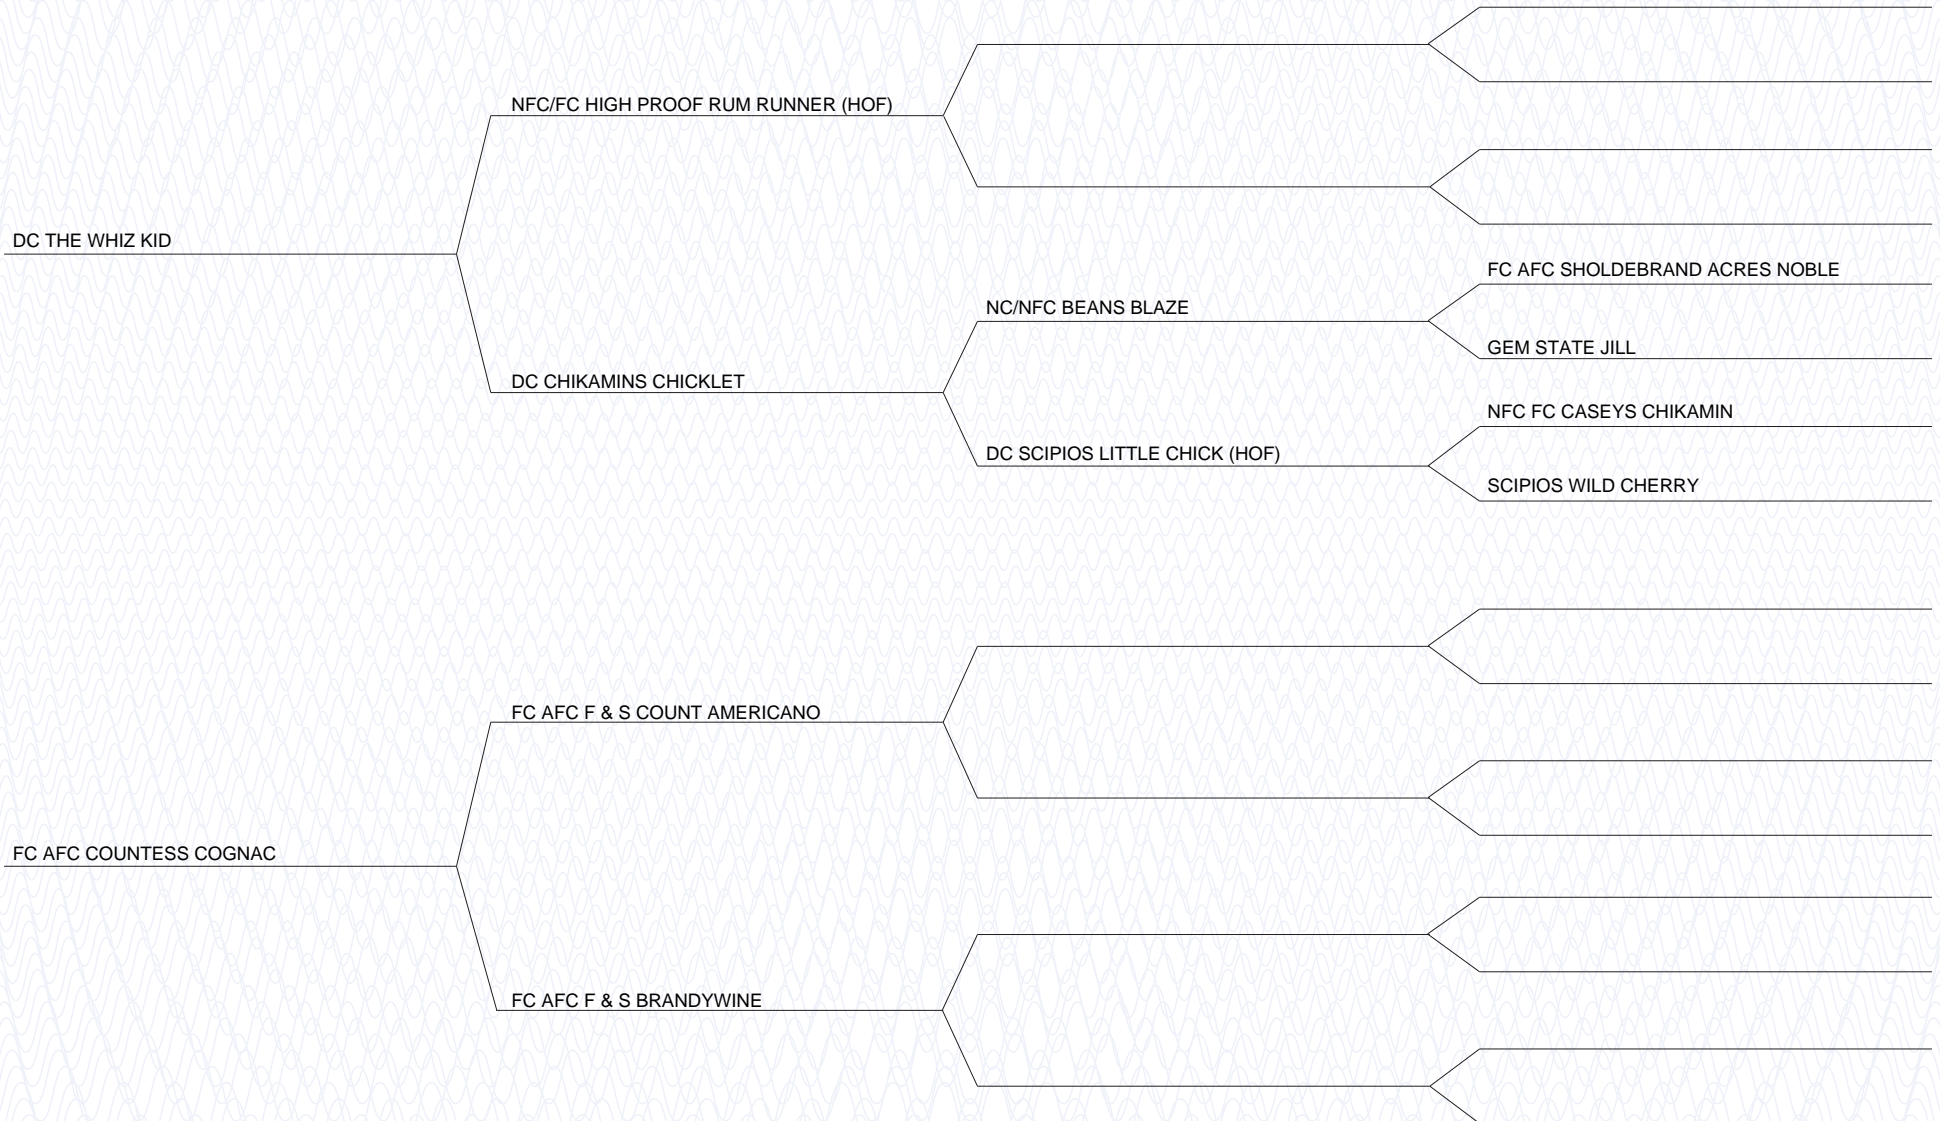 NFC/FC HIGH PROOF RUM RUNNER (HOF)
DC THE WHIZ KID
FC AFC SHOLDEBRAND ACRES NOBLE
NC/NFC BEANS BLAZE
GEM STATE JILL
DC CHIKAMINS CHICKLET
NFC FC CASEYS CHIKAMIN
DC SCIPIOS LITTLE CHICK (HOF)
SCIPIOS WILD CHERRY
FC AFC F & S COUNT AMERICANO
FC AFC COUNTESS COGNAC
FC AFC F & S BRANDYWINE